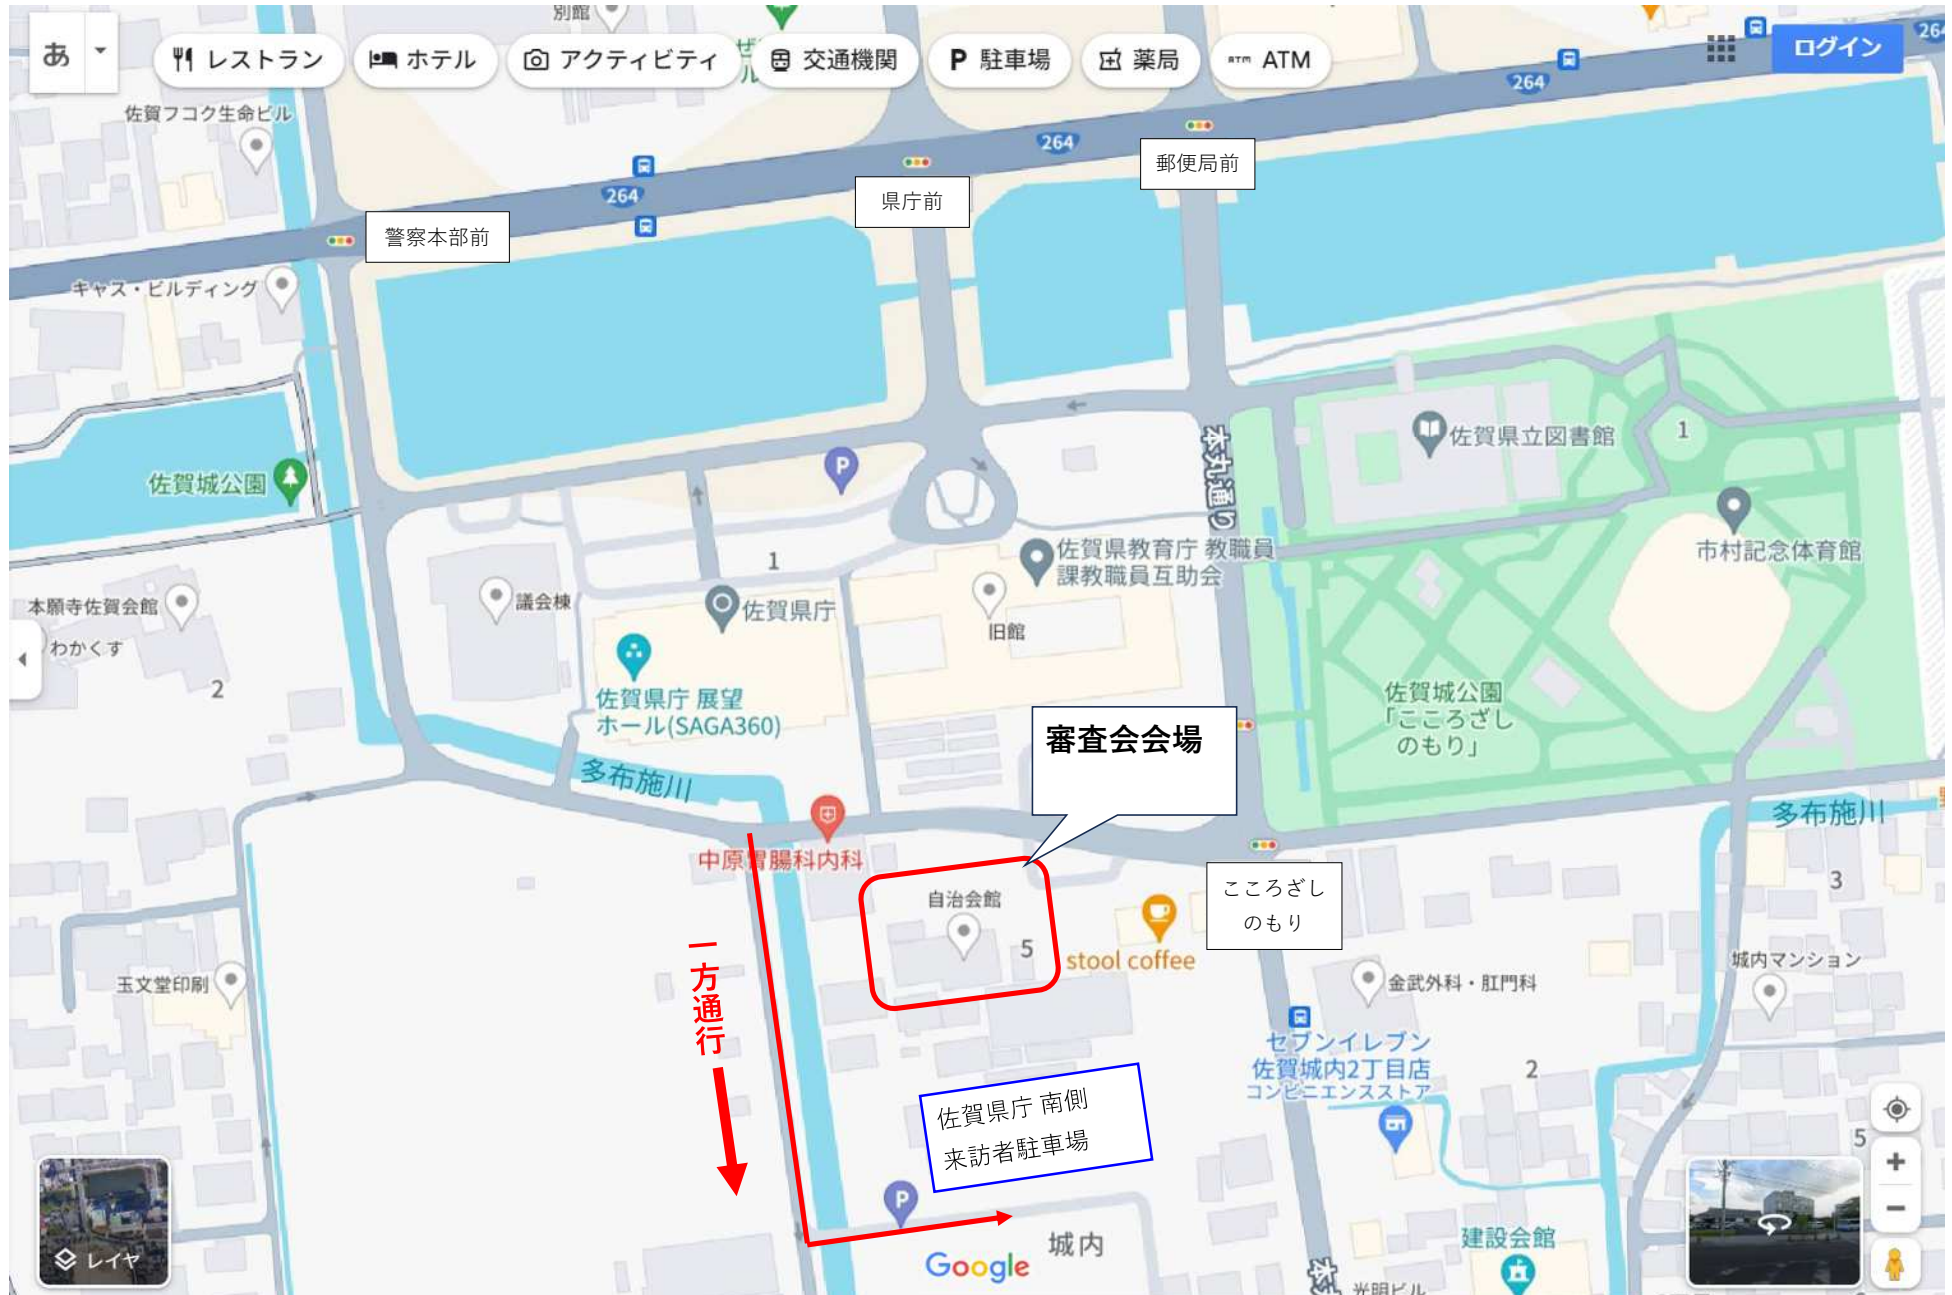 別館
あ
レストラン
ホテル
アクティビティ
交通機関
駐車場
薬局
ATM
ログイン
264
264
264
264
佐賀フコク生命ビル
郵便局前
県庁前
警察本部前
キャス・ビルディング
佐賀城公園
P
本丸通り
佐賀県立図書館
1
市村記念体育館
佐賀県教育庁 教職員
課教職員互助会
1
議会棟
佐賀県庁
旧館
本願寺佐賀会館
わかくす
2
佐賀県庁 展望
ホール(SAGA360)
佐賀城公園
「こころざし
のもり」
審査会会場
多布施川
多布施川
中原胃腸科内科
こころざし
のもり
3
自治会館
5
stool coffee
一方通行
玉文堂印刷
金武外科・肛門科
城内マンション
セブンイレブン
佐賀城内2丁目店
コンビニエンスストア
2
佐賀県庁 南側
来訪者駐車場
5
P
城内
Google
建設会館
光明ビル
レイヤ